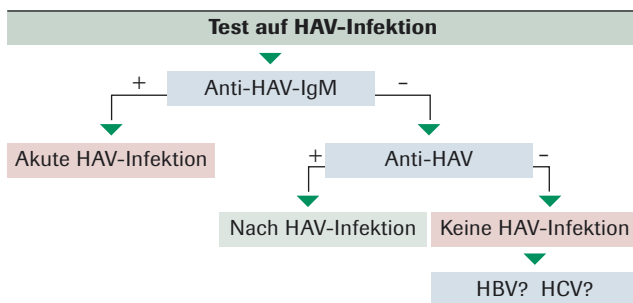 Test auf HAV-Infektion
+ Anti-HAV-IgM –
Akute HAV-Infektion
+ Anti-HAV –
Nach HAV-Infektion Keine HAV-Infektion
HBV? HCV?